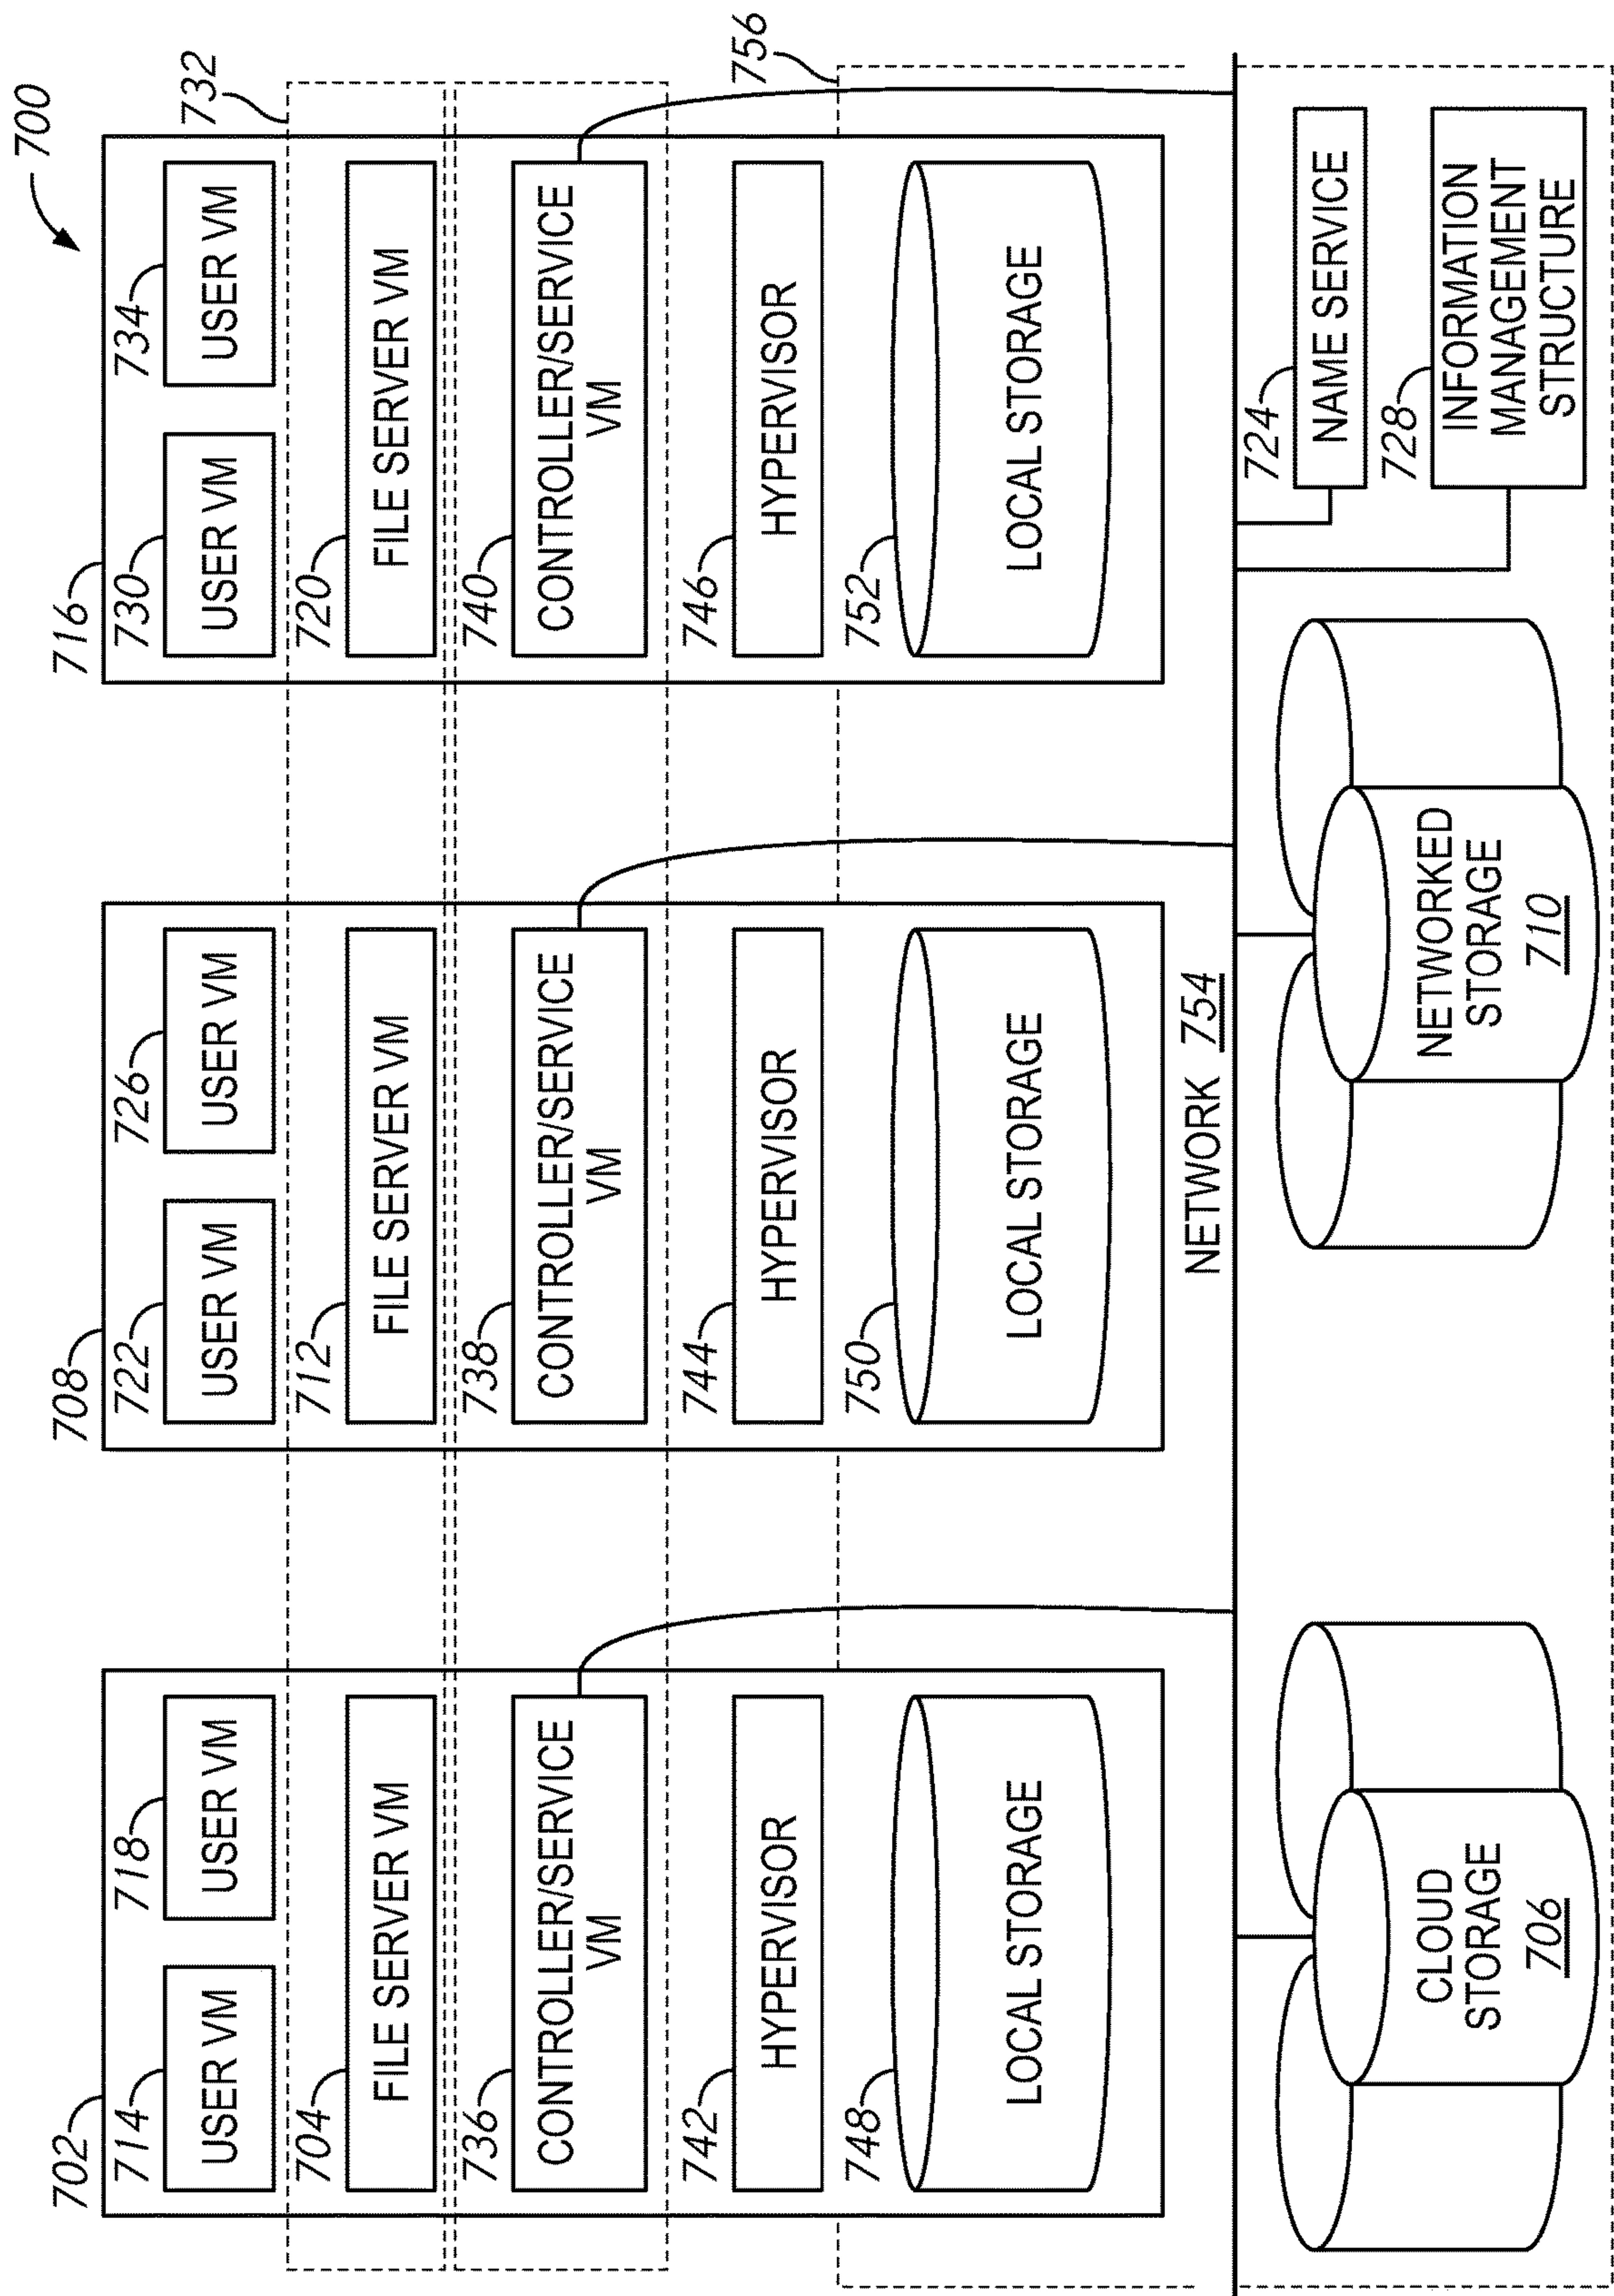 700
702
708
716
732
714
718
722
726
730
734
USER VM
USER VM
USER VM
USER VM
USER VM
USER VM
704
712
720
FILE SERVER VM
FILE SERVER VM
FILE SERVER VM
736
738
740
CONTROLLER/SERVICE
VM
CONTROLLER/SERVICE
VM
CONTROLLER/SERVICE
VM
742
744
746
756
HYPERVISOR
HYPERVISOR
HYPERVISOR
748
750
752
LOCAL STORAGE
LOCAL STORAGE
LOCAL STORAGE
NETWORK 754
CLOUD
STORAGE
706
NETWORKED
STORAGE
710
724
NAME SERVICE
728
INFORMATION
MANAGEMENT
STRUCTURE